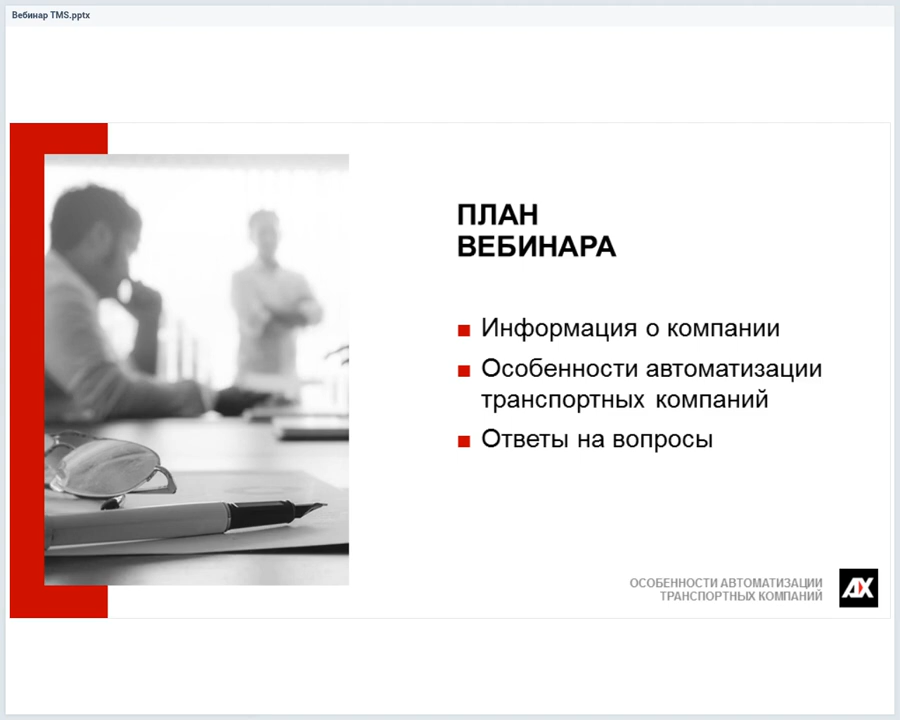 Вебинар TMS.pptx
ПЛАН
ВЕБИНАРА
Информация о компании
Особенности автоматизации
транспортных компаний
Ответы на вопросы
ОСОБЕННОСТИ АВТОМАТИЗАЦИИ
ТРАНСПОРТНЫХ КОМПАНИЙ
AX